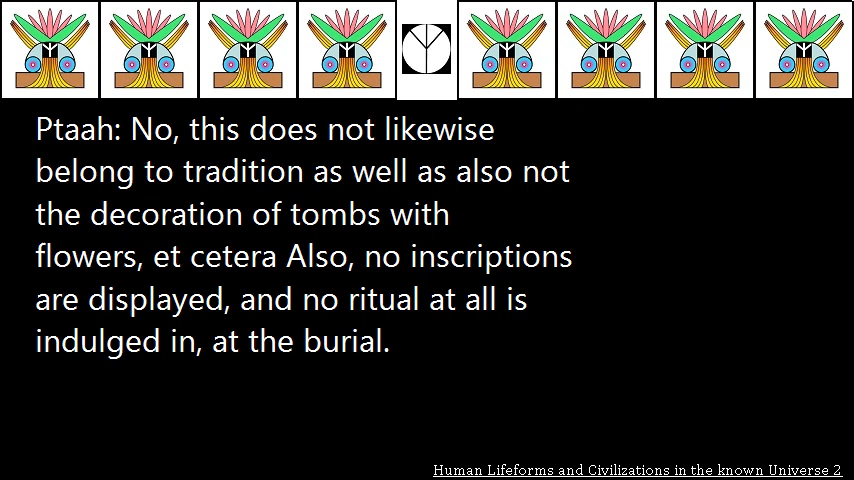 Ptaah: No, this does not likewise
belong to tradition as well as also not
the decoration of tombs with
flowers, et cetera Also, no inscriptions
are displayed, and no ritual at all is
indulged in, at the burial.
Human Lifeforms and Civilizations in the known Universe 2